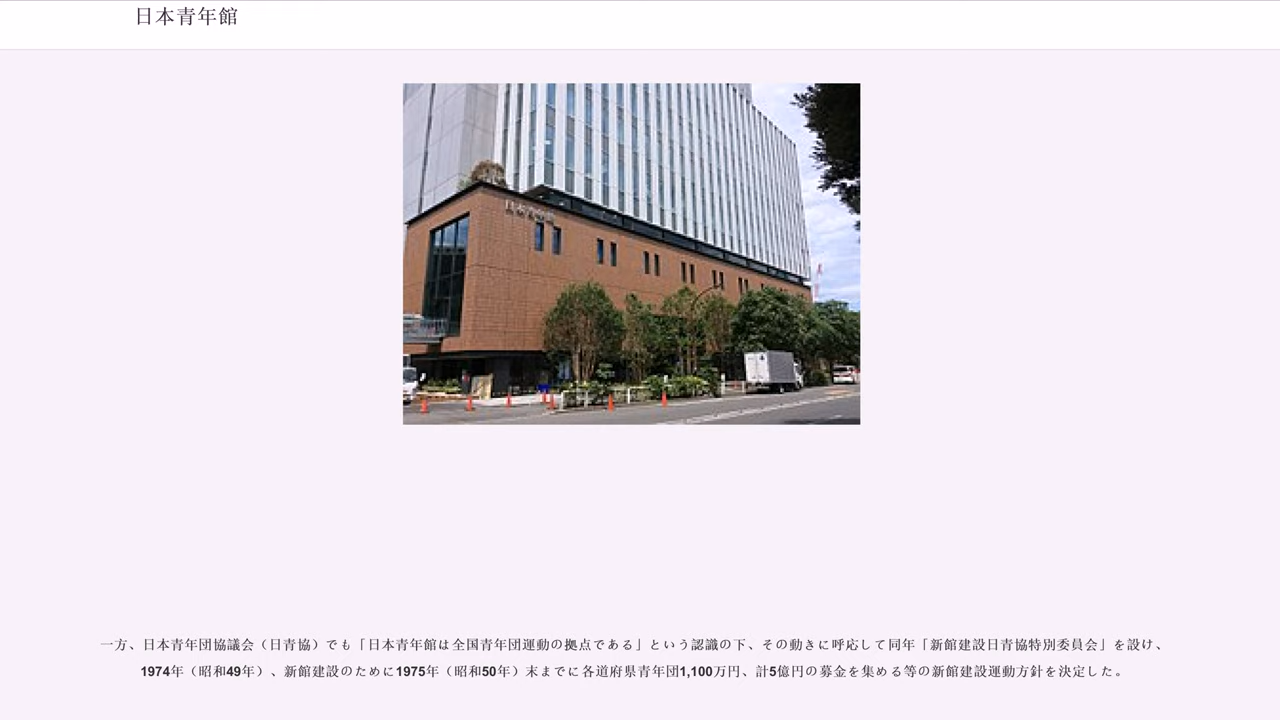 日本青年館
日本青年館
一方、日本青年団協議会（日青協）でも「日本青年館は全国青年団運動の拠点である」という認識の下、その動きに呼応して同年「新館建設日青協特別委員会」を設け、
1974年（昭和49年）、新館建設のために1975年（昭和50年）末までに各道府県青年団1,100万円、計5億円の募金を集める等の新館建設運動方針を決定した。